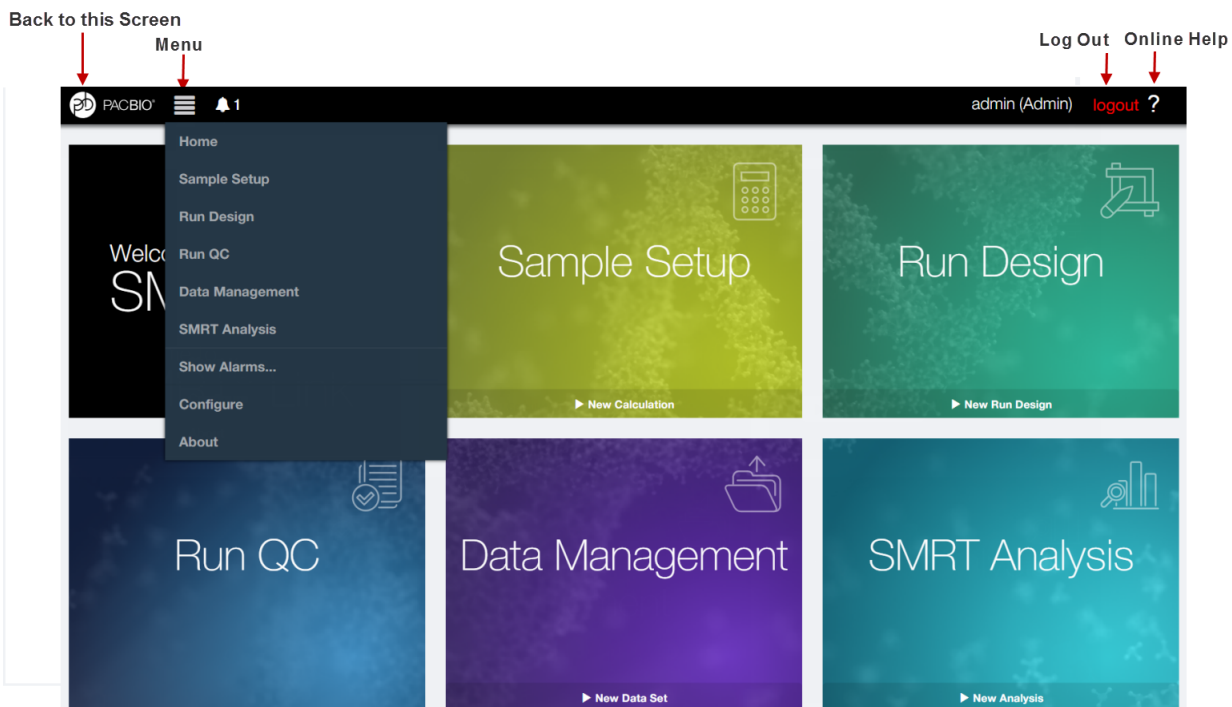 Back to this Screen
Menu
Log Out
Online Help
PACBIO®
1
admin (Admin)
logout
?
Home
Sample Setup
Run Design
Run QC
Data Management
SMRT Analysis
Show Alarms...
Configure
About
Sample Setup
New Calculation
Run Design
New Run Design
Run QC
Data Management
New Data Set
SMRT Analysis
New Analysis